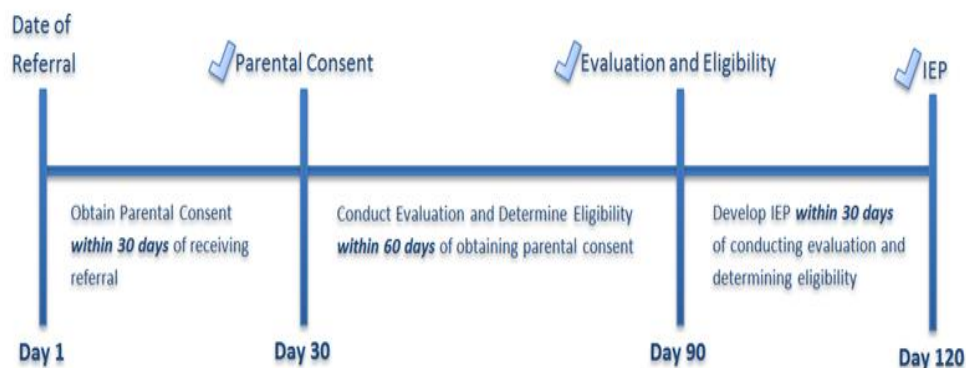 Date of
Referral
Parental Consent
Evaluation and Eligibility
IEP
Obtain Parental Consent
within 30 days of receiving
referral
Conduct Evaluation and Determine Eligibility
within 60 days of obtaining parental consent
Develop IEP within 30 days
of conducting evaluation and
determining eligibility
Day 1
Day 30
Day 90
Day 120